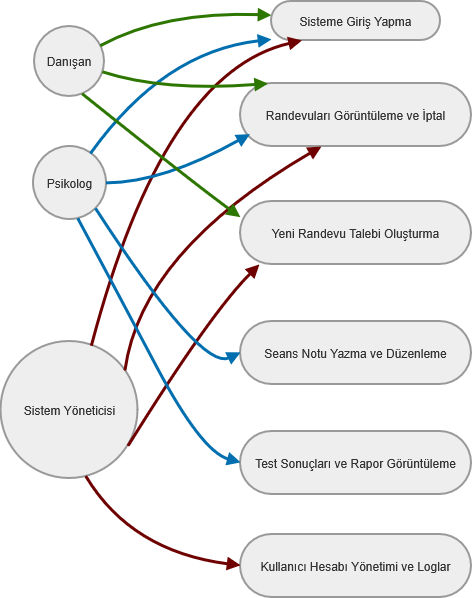 Sisteme Giriş Yapma
Danışan
Randevuları Görüntüleme ve İptal
Psikolog
Yeni Randevu Talebi Oluşturma
Seans Notu Yazma ve Düzenleme
Sistem Yöneticisi
Test Sonuçları ve Rapor Görüntüleme
Kullanıcı Hesabı Yönetimi ve Loglar